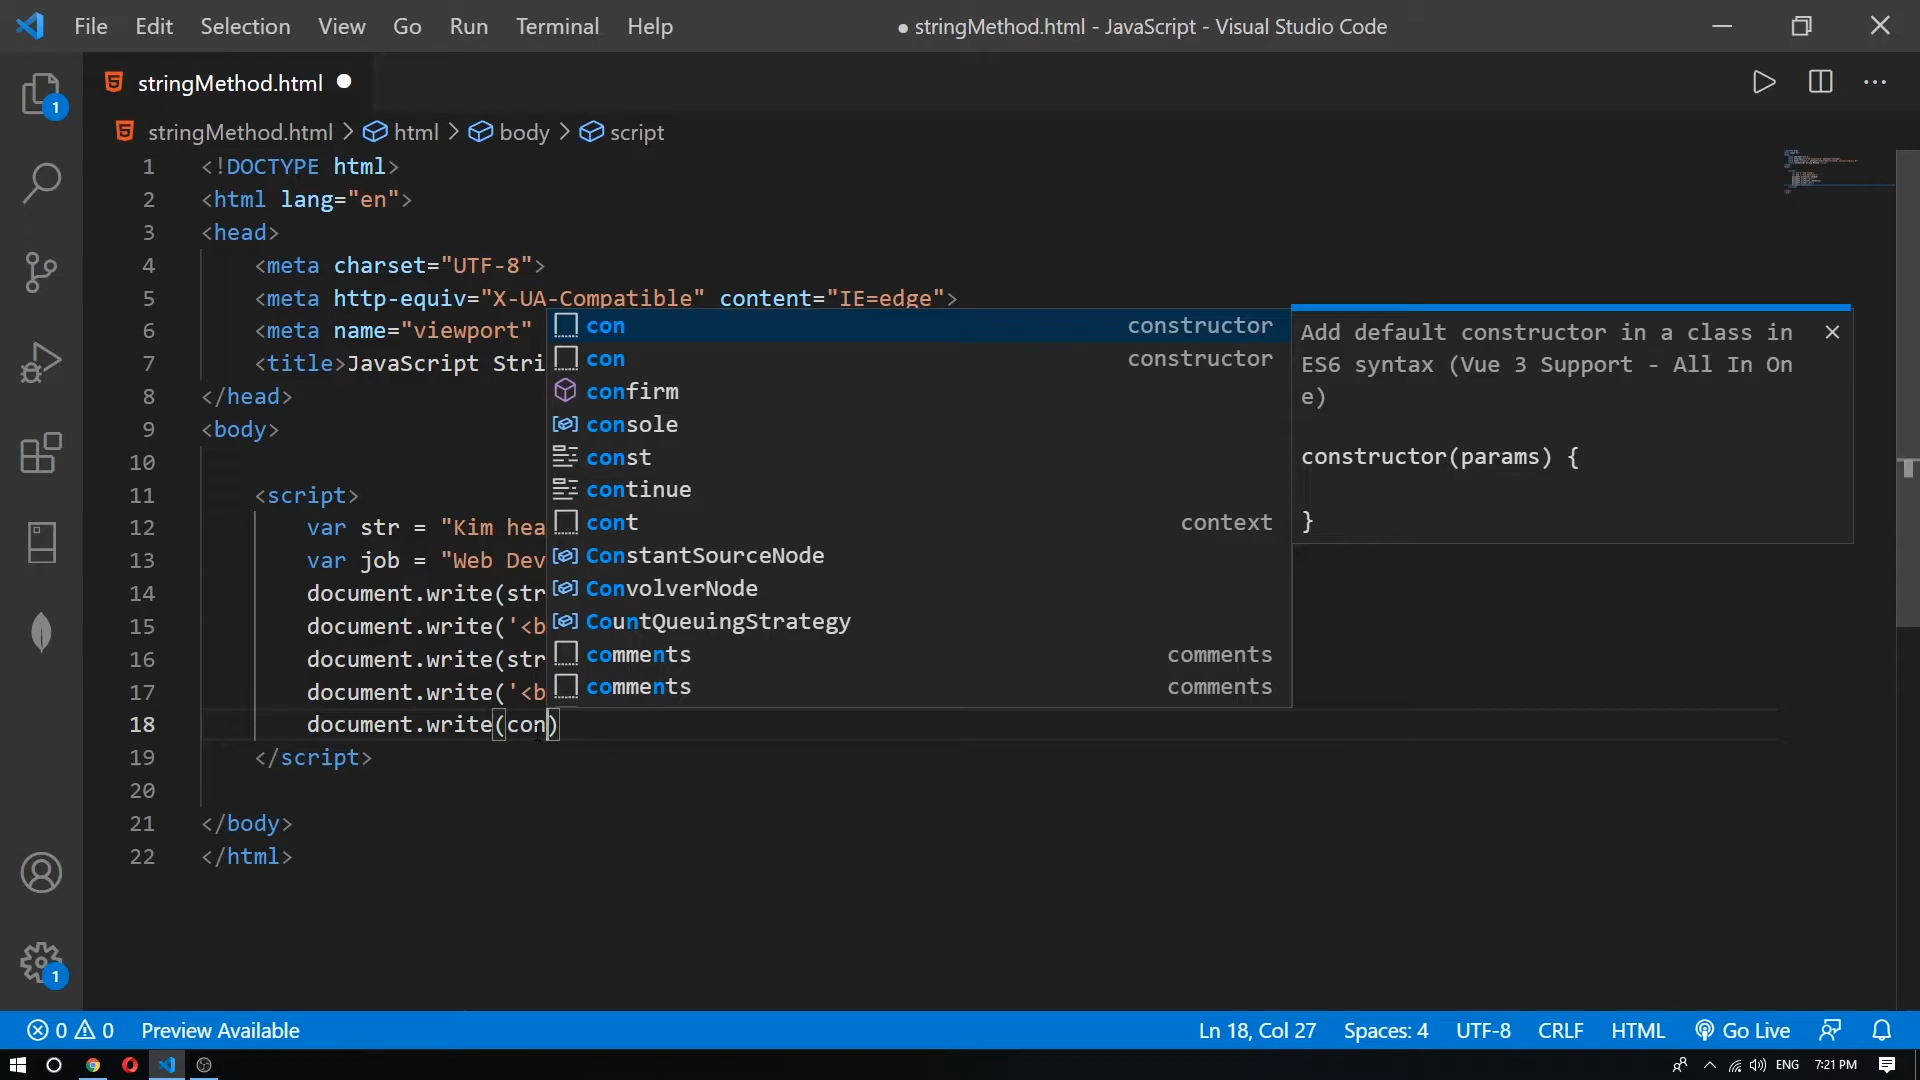 File Edit Selection View Go Run Terminal Help
● stringMethod.html - JavaScript - Visual Studio Code
stringMethod.html ●
stringMethod.html > html > body > script
1 <!DOCTYPE html>
2 <html lang="en">
3 <head>
4 <meta charset="UTF-8">
5 <meta http-equiv="X-UA-Compatible" content="IE=edge">
6 <meta name="viewport"
7 <title>JavaScript Stri
8 </head>
9 <body>
10
11 <script>
12 var str = "Kim hea
13 var job = "Web Dev
14 document.write(str
15 document.write('<b
16 document.write(str
17 document.write('<b
18 document.write(con)
19 </script>
20
21 </body>
22 </html>
con constructor
con constructor
confirm
console
const
continue
cont context
ConstantSourceNode
ConvolverNode
CountQueuingStrategy
comments comments
comments comments
Add default constructor in a class in
ES6 syntax (Vue 3 Support - All In On
e)
constructor(params) {
}
1
1
0 0 Preview Available
Ln 18, Col 27 Spaces: 4 UTF-8 CRLF HTML Go Live
ENG 7:21 PM